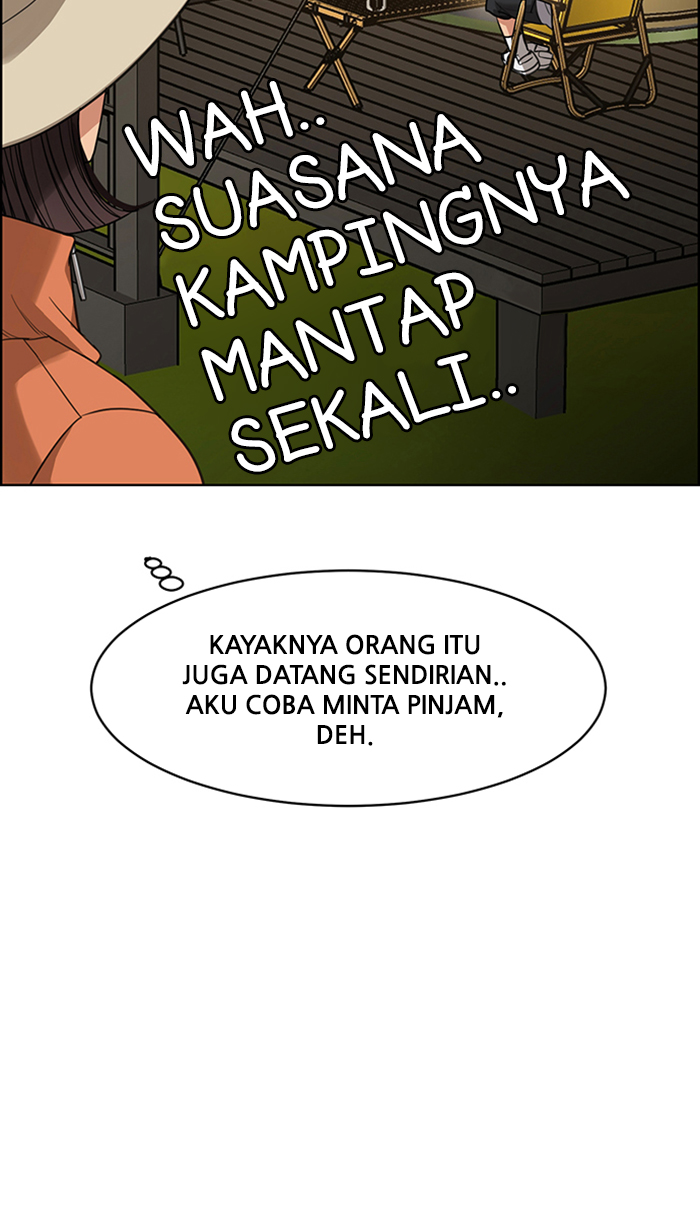 WAH..
SUASANA
KAMPINGNYA
MANTAP
SEKALI..
KAYAKNYA ORANG ITU
JUGA DATANG SENDIRIAN..
AKU COBA MINTA PINJAM,
DEH.